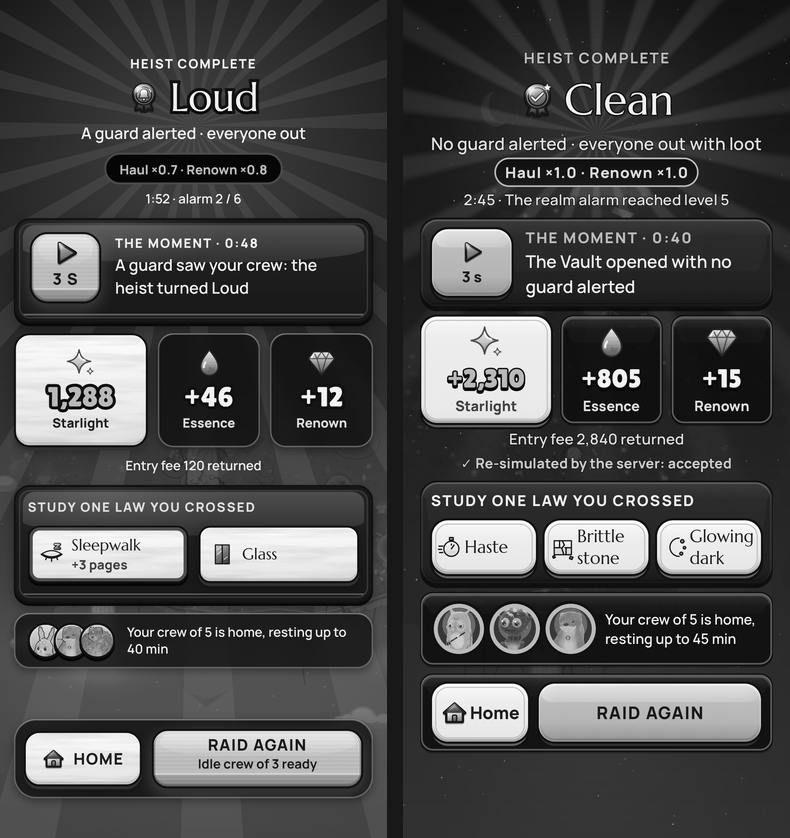 HEIST COMPLETE
Loud
A guard alerted · everyone out
Haul ×0.7 · Renown ×0.8
1:52 · alarm 2 / 6
THE MOMENT · 0:48
3 S
A guard saw your crew: the
heist turned Loud
1,288
Starlight
+46
Essence
+12
Renown
Entry fee 120 returned
STUDY ONE LAW YOU CROSSED
Sleepwalk
+3 pages
Glass
Your crew of 5 is home, resting up to
40 min
HOME
RAID AGAIN
Idle crew of 3 ready
HEIST COMPLETE
Clean
No guard alerted · everyone out with loot
Haul ×1.0 · Renown ×1.0
2:45 · The realm alarm reached level 5
THE MOMENT · 0:40
3 s
The Vault opened with no
guard alerted
+2,310
Starlight
+805
Essence
+15
Renown
Entry fee 2,840 returned
✓ Re-simulated by the server: accepted
STUDY ONE LAW YOU CROSSED
Haste
Brittle
stone
Glowing
dark
Your crew of 5 is home,
resting up to 45 min
Home
RAID AGAIN